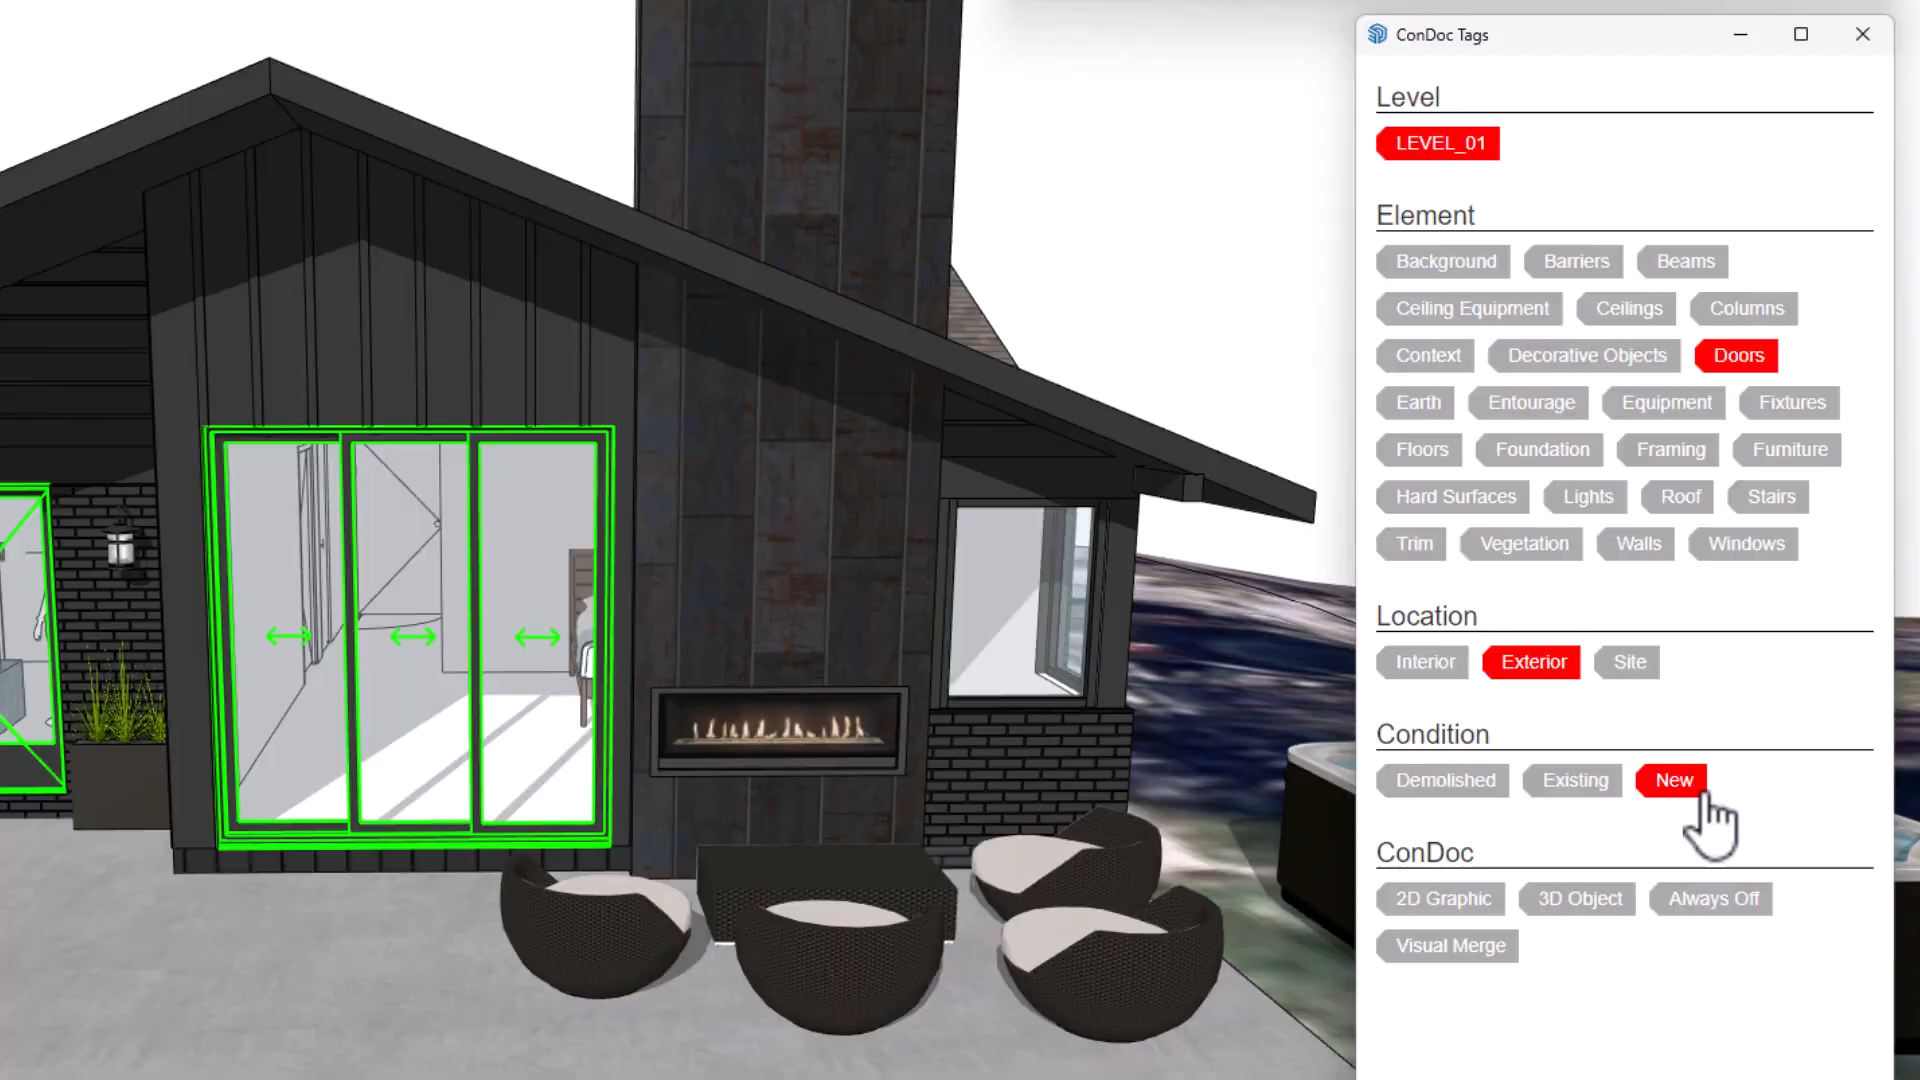 ConDoc Tags
Level
LEVEL_01
Element
Background Barriers Beams
Ceiling Equipment Ceilings Columns
Context Decorative Objects Doors
Earth Entourage Equipment Fixtures
Floors Foundation Framing Furniture
Hard Surfaces Lights Roof Stairs
Trim Vegetation Walls Windows
Location
Interior Exterior Site
Condition
Demolished Existing New
ConDoc
2D Graphic 3D Object Always Off
Visual Merge